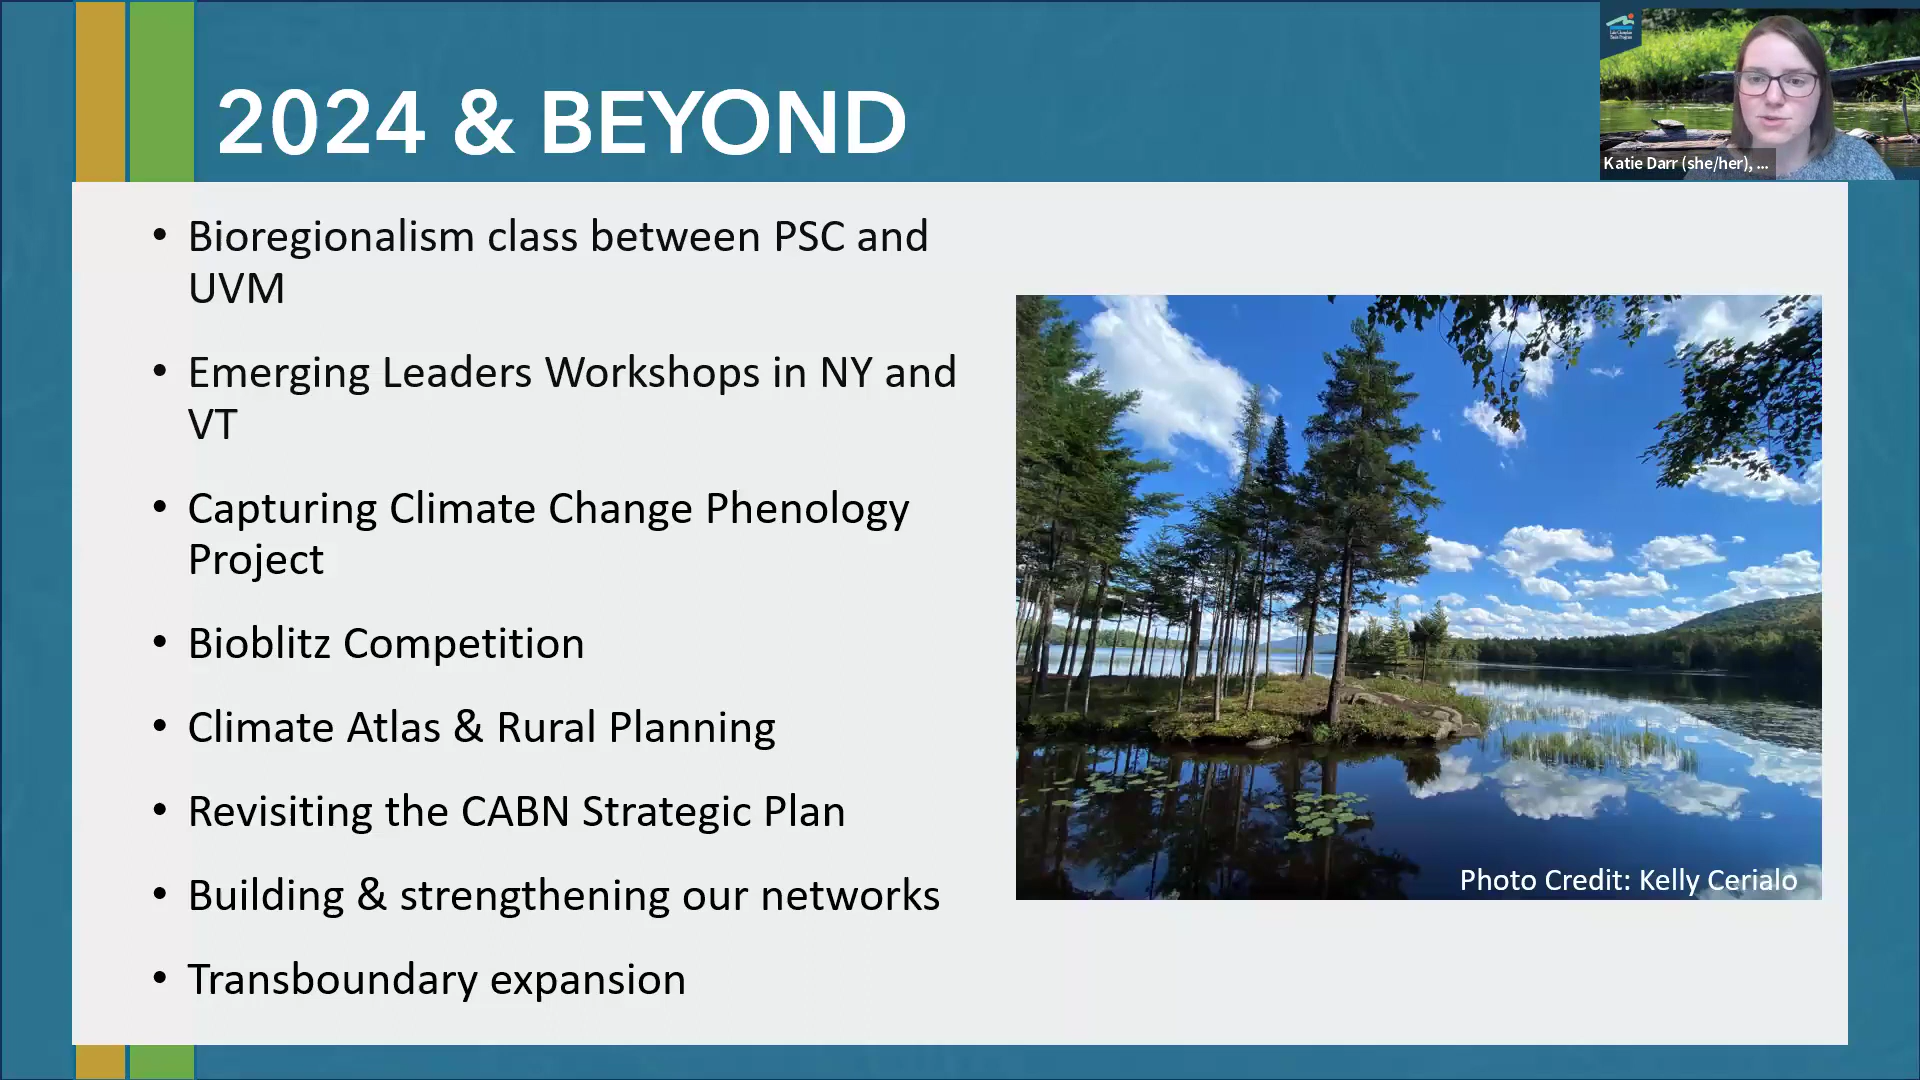 2024 & BEYOND
• Bioregionalism class between PSC and
UVM
• Emerging Leaders Workshops in NY and
VT
• Capturing Climate Change Phenology
Project
• Bioblitz Competition
• Climate Atlas & Rural Planning
• Revisiting the CABN Strategic Plan
• Building & strengthening our networks
• Transboundary expansion
Photo Credit: Kelly Cerialo
Katie Darr (she/her), ...